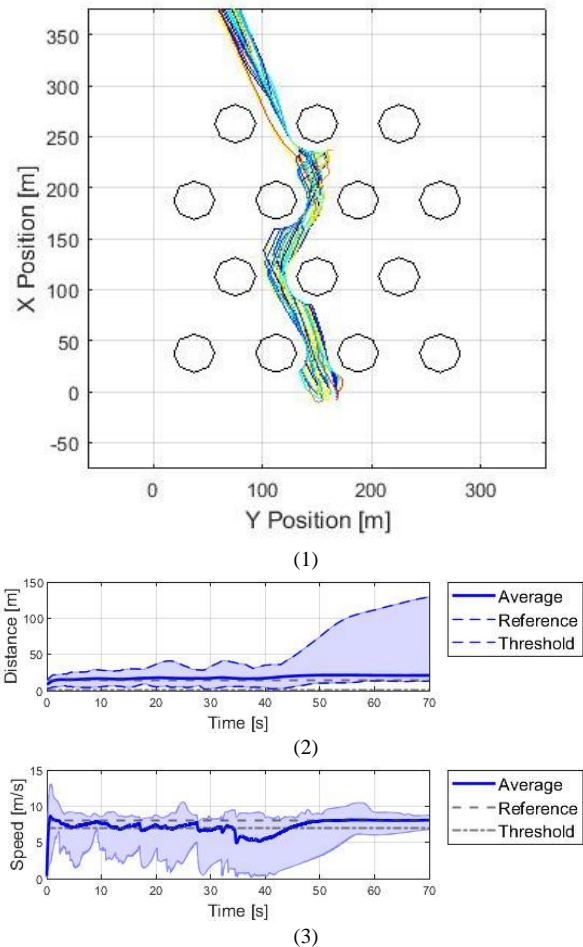 350
300
250
200
150
100
50
0
-50
X Position [m]
0 100 200 300
Y Position [m]
(1)
150
100
50
0
Distance [m]
0 10 20 30 40 50 60 70
Time [s]
Average
Reference
Threshold
(2)
15
10
5
0
Speed [m/s]
0 10 20 30 40 50 60 70
Time [s]
Average
Reference
Threshold
(3)